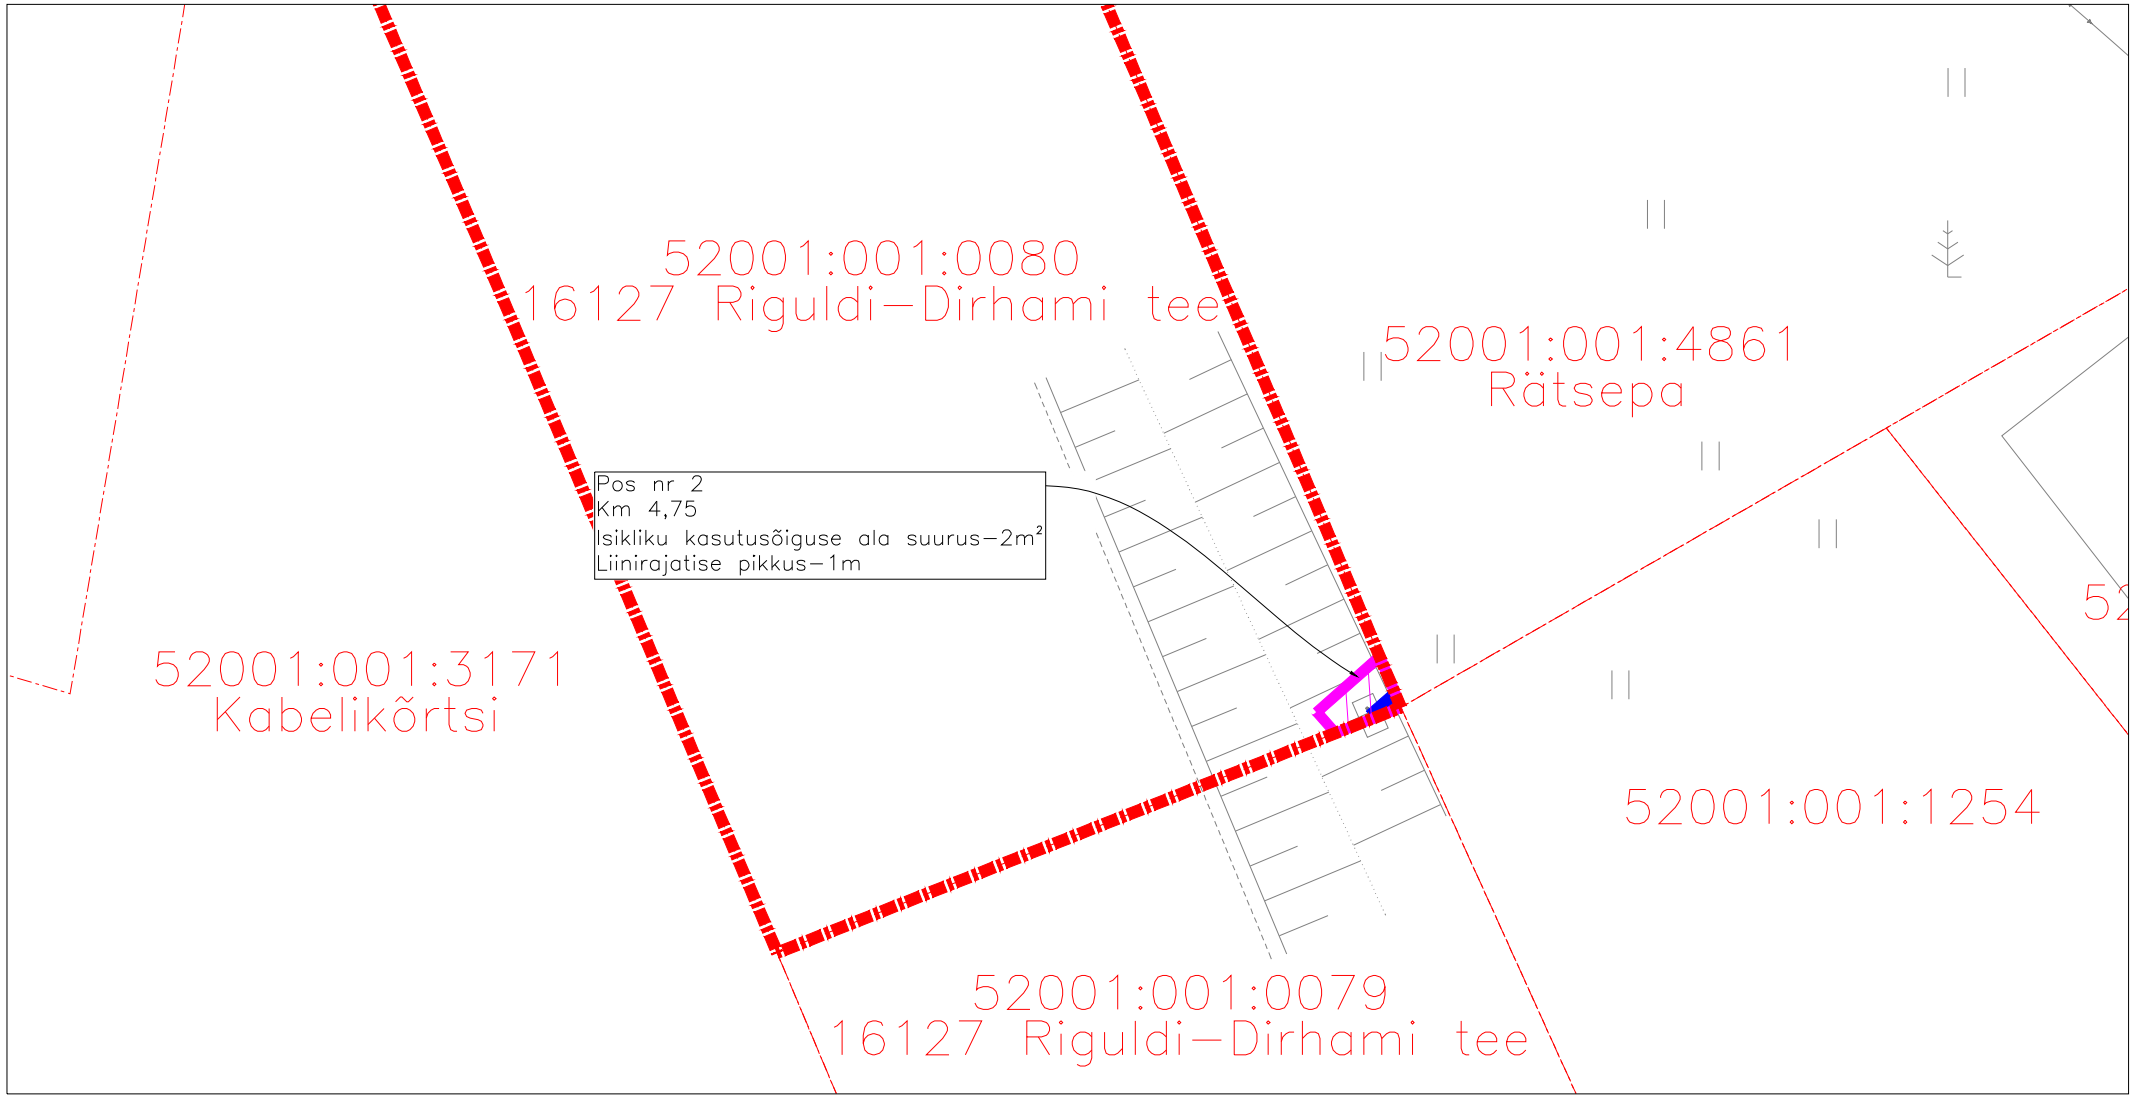 52001:001:0080
16127 Riguldi-Dirhami tee
52001:001:4861
Rätsepa
Pos nr 2
Km 4,75
Isikliku kasutusõiguse ala suurus-2m²
Liinirajatise pikkus-1m
52
52001:001:3171
Kabelikõrtsi
52001:001:1254
52001:001:0079
16127 Riguldi-Dirhami tee